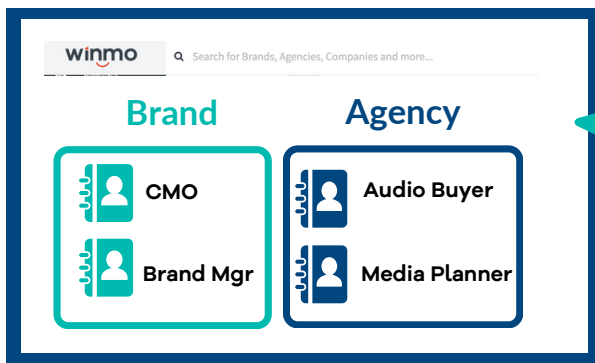 winmo
Search for Brands, Agencies, Companies and more...
Brand
Agency
CMO
Audio Buyer
Brand Mgr
Media Planner